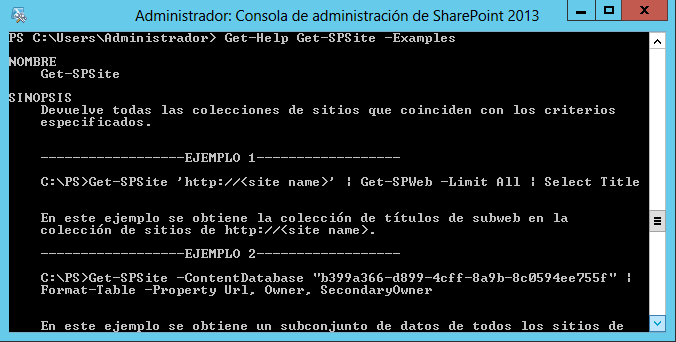 Administrador: Consola de administración de SharePoint 2013
PS C:\Users\Administrador> Get-Help Get-SPSite -Examples
NOMBRE
Get-SPSite
SINOPSIS
Devuelve todas las colecciones de sitios que coinciden con los criterios
especificados.
------------------EJEMPLO 1------------------
C:\PS>Get-SPSite 'http://<site name>' | Get-SPWeb -Limit All | Select Title
En este ejemplo se obtiene la colección de títulos de subweb en la
colección de sitios de http://<site name>.
------------------EJEMPLO 2------------------
C:\PS>Get-SPSite -ContentDatabase "b399a366-d899-4cff-8a9b-8c0594ee755f" |
Format-Table -Property Url, Owner, SecondaryOwner
En este ejemplo se obtiene un subconjunto de datos de todos los sitios de